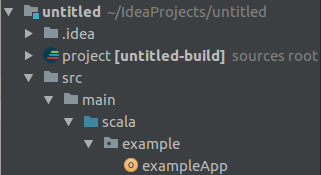 untitled ~/IdeaProjects/untitled
.idea
project [untitled-build] sources root
src
main
scala
example
exampleApp